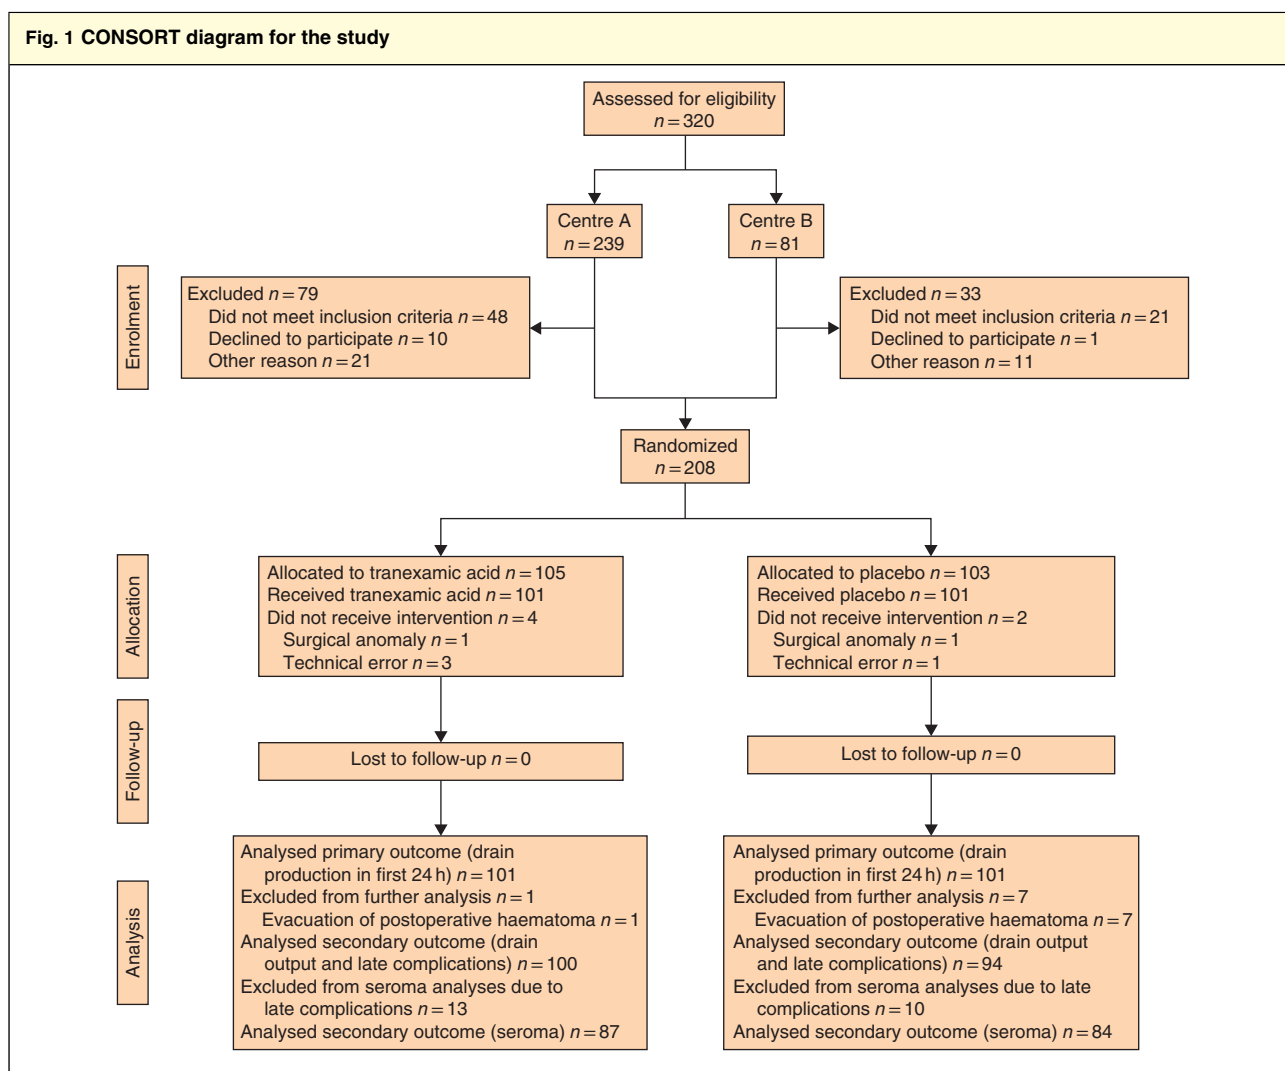 Fig. 1 CONSORT diagram for the study
Assessed for eligibility
n = 320
Centre A
n = 239
Centre B
n = 81
Enrolment
Excluded n = 79
Did not meet inclusion criteria n = 48
Declined to participate n = 10
Other reason n = 21
Excluded n = 33
Did not meet inclusion criteria n = 21
Declined to participate n = 1
Other reason n = 11
Randomized
n = 208
Allocation
Allocated to tranexamic acid n = 105
Received tranexamic acid n = 101
Did not receive intervention n = 4
Surgical anomaly n = 1
Technical error n = 3
Allocated to placebo n = 103
Received placebo n = 101
Did not receive intervention n = 2
Surgical anomaly n = 1
Technical error n = 1
Follow-up
Lost to follow-up n = 0
Lost to follow-up n = 0
Analysis
Analysed primary outcome (drain
production in first 24 h) n = 101
Excluded from further analysis n = 1
Evacuation of postoperative haematoma n = 1
Analysed secondary outcome (drain
output and late complications) n = 100
Excluded from seroma analyses due to
late complications n = 13
Analysed secondary outcome (seroma) n = 87
Analysed primary outcome (drain
production in first 24 h) n = 101
Excluded from further analysis n = 7
Evacuation of postoperative haematoma n = 7
Analysed secondary outcome (drain output
and late complications) n = 94
Excluded from seroma analyses due to late
complications n = 10
Analysed secondary outcome (seroma) n = 84